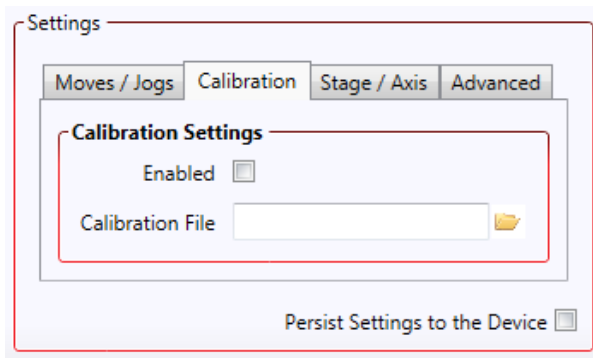 Settings
Moves / Jogs Calibration Stage / Axis Advanced
Calibration Settings
Enabled
Calibration File
Persist Settings to the Device